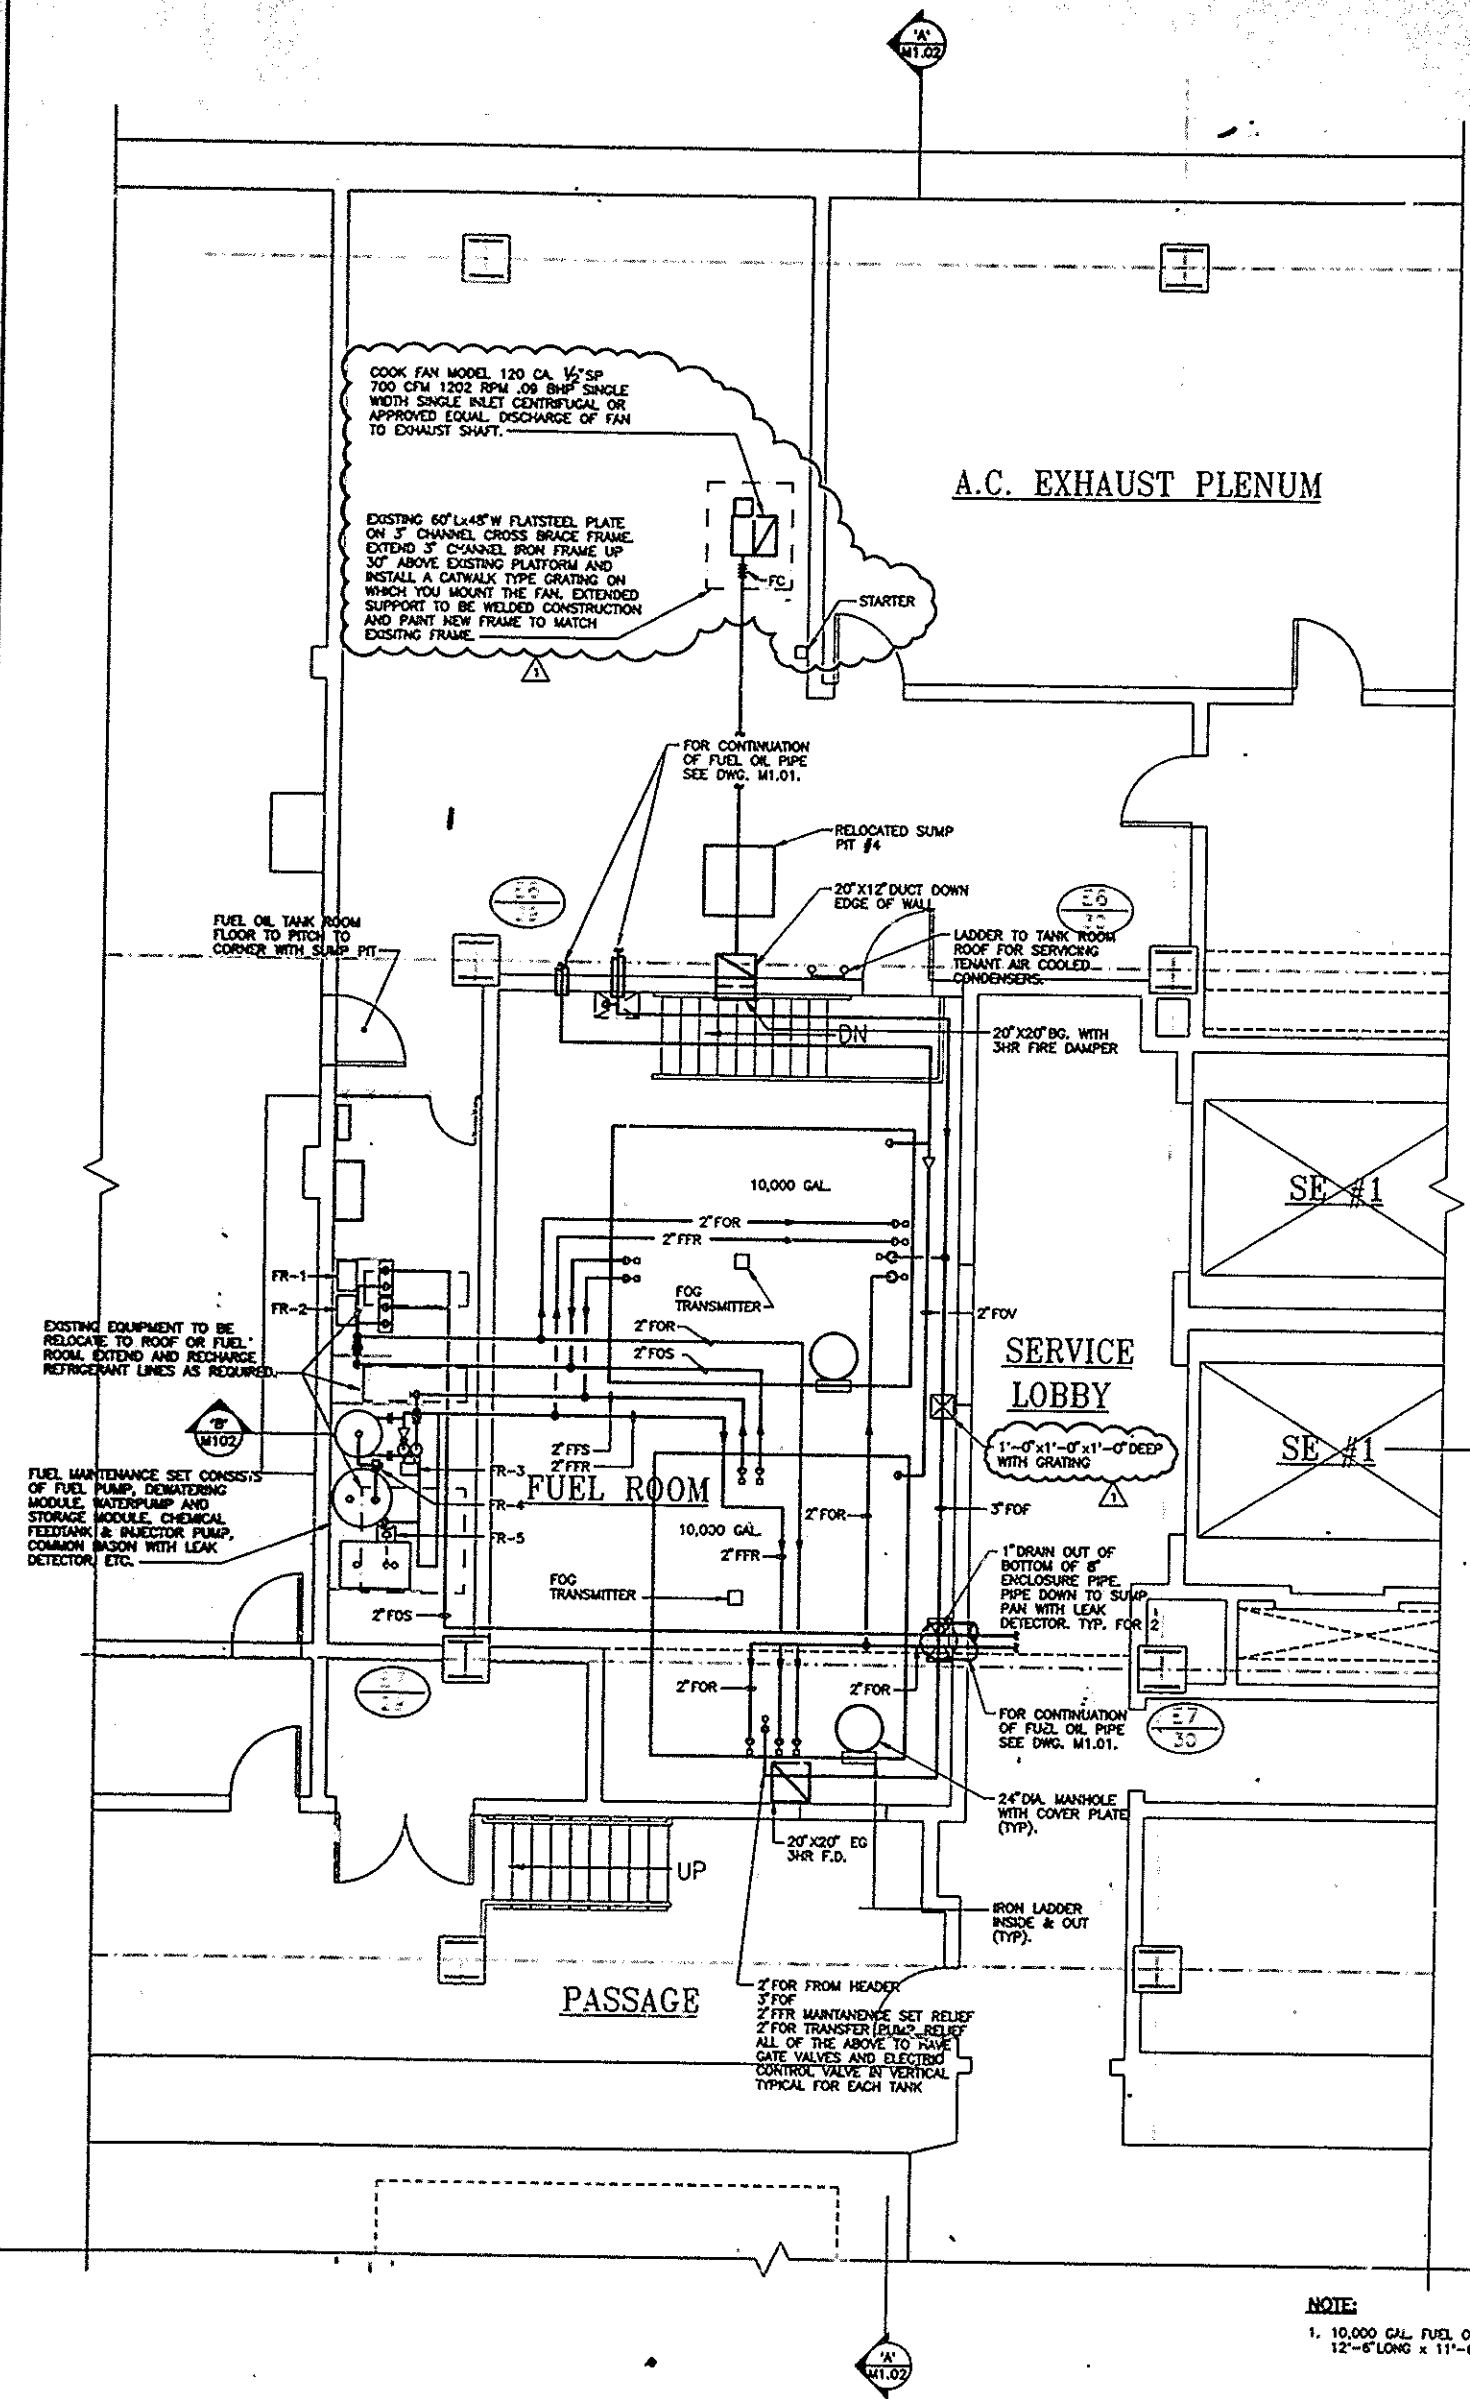 'A'
M1.02
COOK FAN MODEL 120 CA. 1/2" SP
700 CFM 1202 RPM .09 BHP SINGLE
WIDTH SINGLE INLET CENTRIFUGAL OR
APPROVED EQUAL. DISCHARGE OF FAN
TO EXHAUST SHAFT.
A.C. EXHAUST PLENUM
EXISTING 60"Lx48"W FLATSTEEL PLATE
ON 3" CHANNEL CROSS BRACE FRAME.
EXTEND 3" CHANNEL IRON FRAME UP
30" ABOVE EXISTING PLATFORM AND
INSTALL A CATWALK TYPE GRATING ON
WHICH YOU MOUNT THE FAN. EXTENDED
SUPPORT TO BE WELDED CONSTRUCTION
AND PAINT NEW FRAME TO MATCH
EXISITNG FRAME.
FC
STARTER
1
FOR CONTINUATION
OF FUEL OIL PIPE
SEE DWG. M1.01.
RELOCATED SUMP
PIT #4
20"X12" DUCT DOWN
EDGE OF WALL
E6
E6
FUEL OIL TANK ROOM
FLOOR TO PITCH TO
CORNER WITH SUMP PIT
LADDER TO TANK ROOM
ROOF FOR SERVICING
TENANT AIR COOLED
CONDENSERS.
DN
20"X20" BG. WITH
3HR FIRE DAMPER
10,000 GAL.
SE #1
2"FOR
2"FFR
FR-1
FR-2
FOG
TRANSMITTER
2"FOV
EXISTING EQUIPMENT TO BE
RELOCATE TO ROOF OR FUEL
ROOM. EXTEND AND RECHARGE
REFRIGERANT LINES AS REQUIRED.
2"FOR
2"FOS
SERVICE
LOBBY
'B'
M102
2"FFS
2"FFR
1'-0"x1'-0"x1'-0" DEEP
WITH GRATING
1
SE #1
FUEL MAINTENANCE SET CONSISTS
OF FUEL PUMP, DEWATERING
MODULE, WATERPUMP AND
STORAGE MODULE, CHEMICAL
FEEDTANK & INJECTOR PUMP,
COMMON BASON WITH LEAK
DETECTOR, ETC.
FR-3
FR-4
FR-5
FUEL ROOM
10,000 GAL.
2"FOR
2"FFR
3"FOF
FOG
TRANSMITTER
2"FOS
1" DRAIN OUT OF
BOTTOM OF 8"
ENCLOSURE PIPE.
PIPE DOWN TO SUMP
PAN WITH LEAK
DETECTOR. TYP. FOR 2
2"FOR
2"FOR
E7
30
FOR CONTINUATION
OF FUEL OIL PIPE
SEE DWG. M1.01.
24" DIA. MANHOLE
WITH COVER PLATE
(TYP).
20"X20" EG
3HR F.D.
UP
IRON LADDER
INSIDE & OUT
(TYP).
PASSAGE
2"FOR FROM HEADER
3"FOF
2"FFR MAINTANENCE SET RELIEF
2"FOR TRANSFER PUMP RELIEF
ALL OF THE ABOVE TO HAVE
GATE VALVES AND ELECTRIC
CONTROL VALVE IN VERTICAL
TYPICAL FOR EACH TANK
NOTE:
1. 10,000 GAL. FUEL O
12'-6" LONG x 11'-
'A'
M1.02